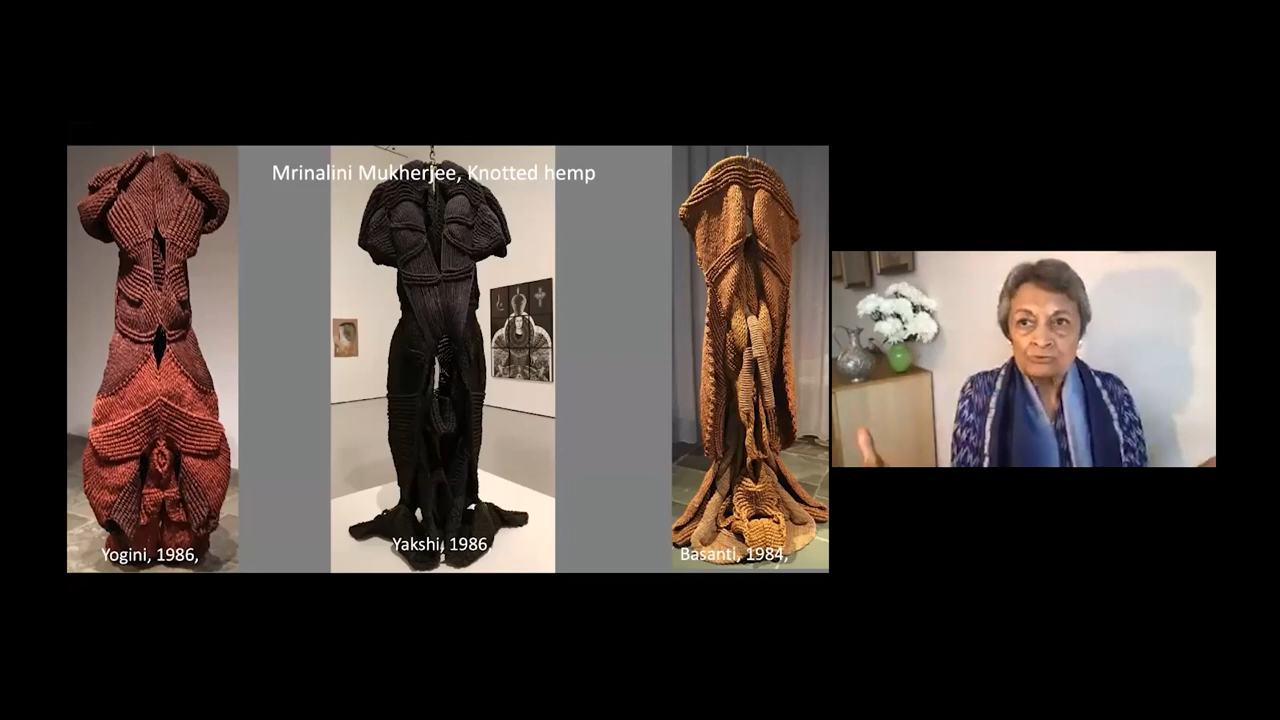 Mrinalini Mukherjee, Knotted hemp
Yogini, 1986,
Yakshi, 1986,
Basanti, 1984,